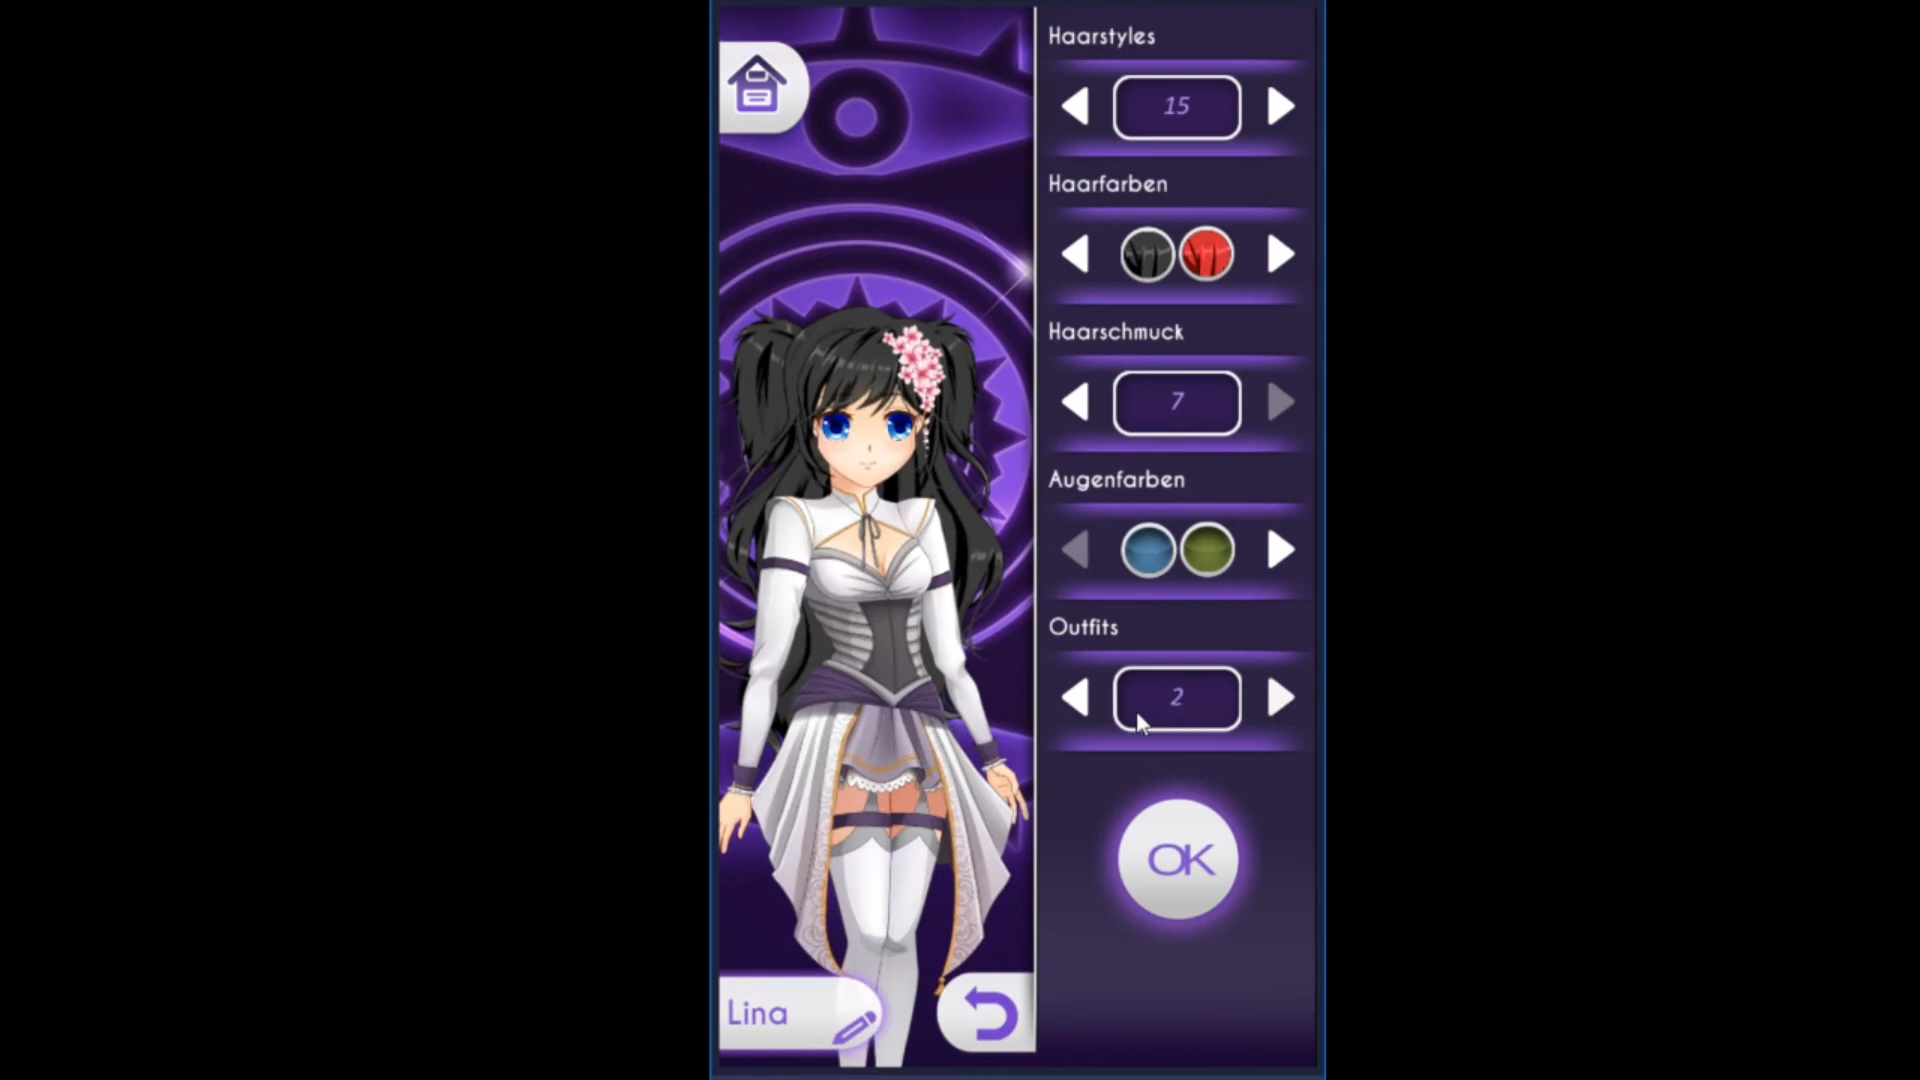 Haarstyles
15
Haarfarben
Haarschmuck
7
Augenfarben
Outfits
2
OK
Lina